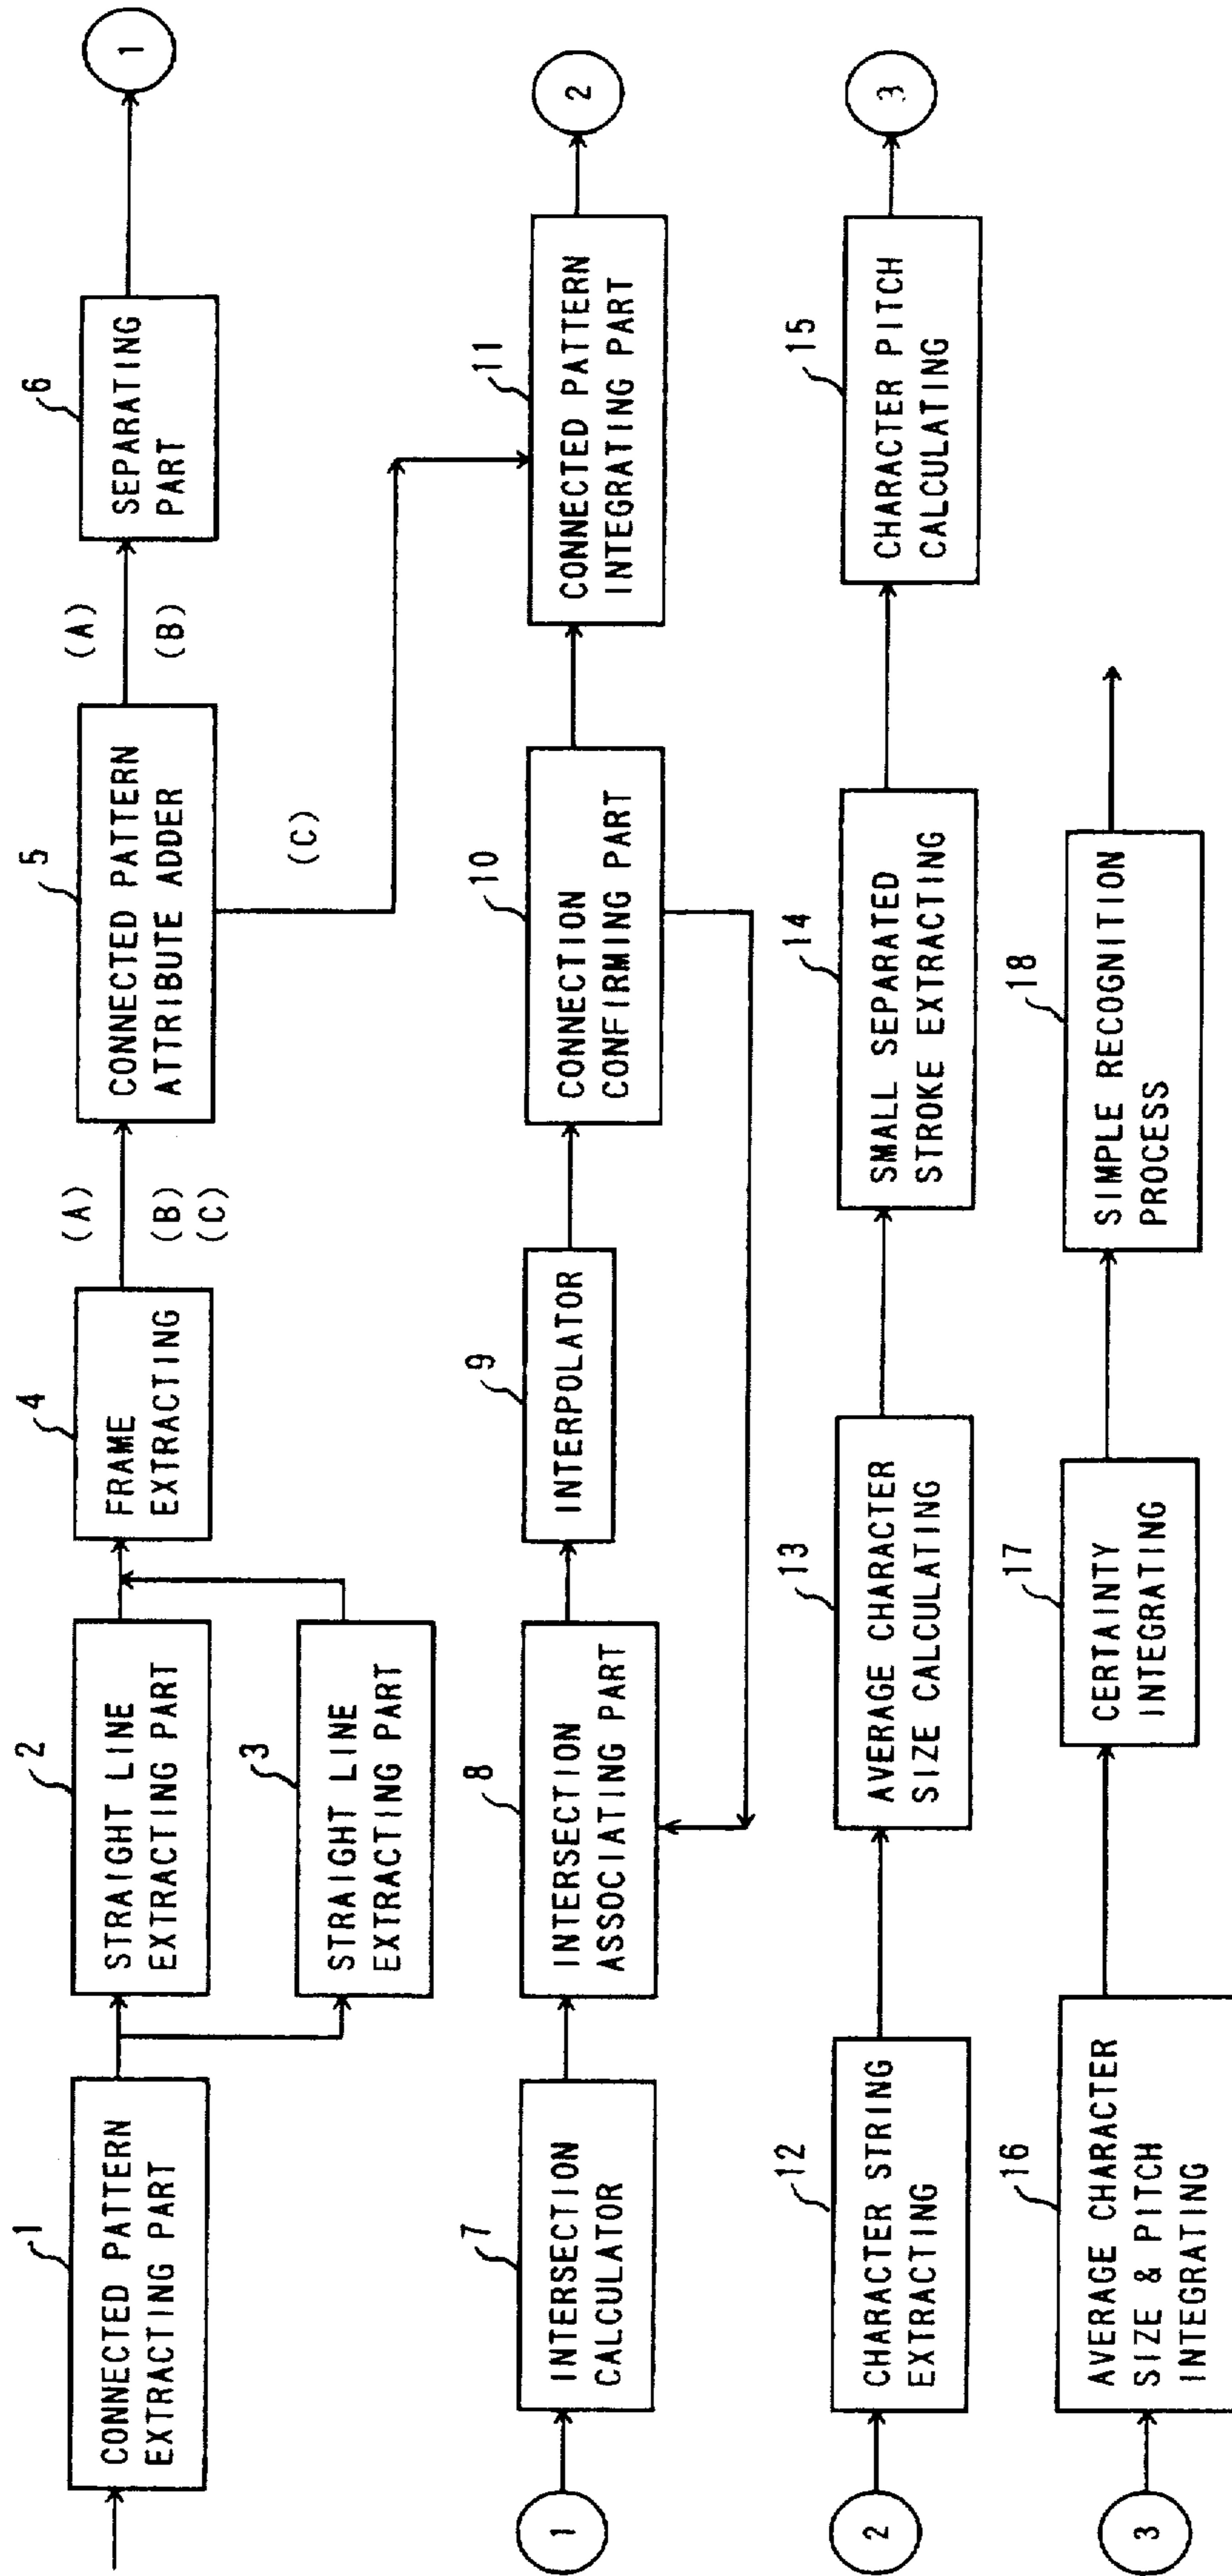 1
CONNECTED PATTERN
EXTRACTING PART
2
STRAIGHT LINE
EXTRACTING PART
3
STRAIGHT LINE
EXTRACTING PART
4
FRAME
EXTRACTING
(A)
(B)
(C)
5
CONNECTED PATTERN
ATTRIBUTE ADDER
(A)
(B)
(C)
6
SEPARATING
PART
1
1
7
INTERSECTION
CALCULATOR
8
INTERSECTION
ASSOCIATING PART
9
INTERPOLATOR
10
CONNECTION
CONFIRMING PART
11
CONNECTED PATTERN
INTEGRATING PART
2
2
12
CHARACTER STRING
EXTRACTING
13
AVERAGE CHARACTER
SIZE CALCULATING
14
SMALL SEPARATED
STROKE EXTRACTING
15
CHARACTER PITCH
CALCULATING
3
3
16
AVERAGE CHARACTER
SIZE & PITCH
INTEGRATING
17
CERTAINTY
INTEGRATING
18
SIMPLE RECOGNITION
PROCESS